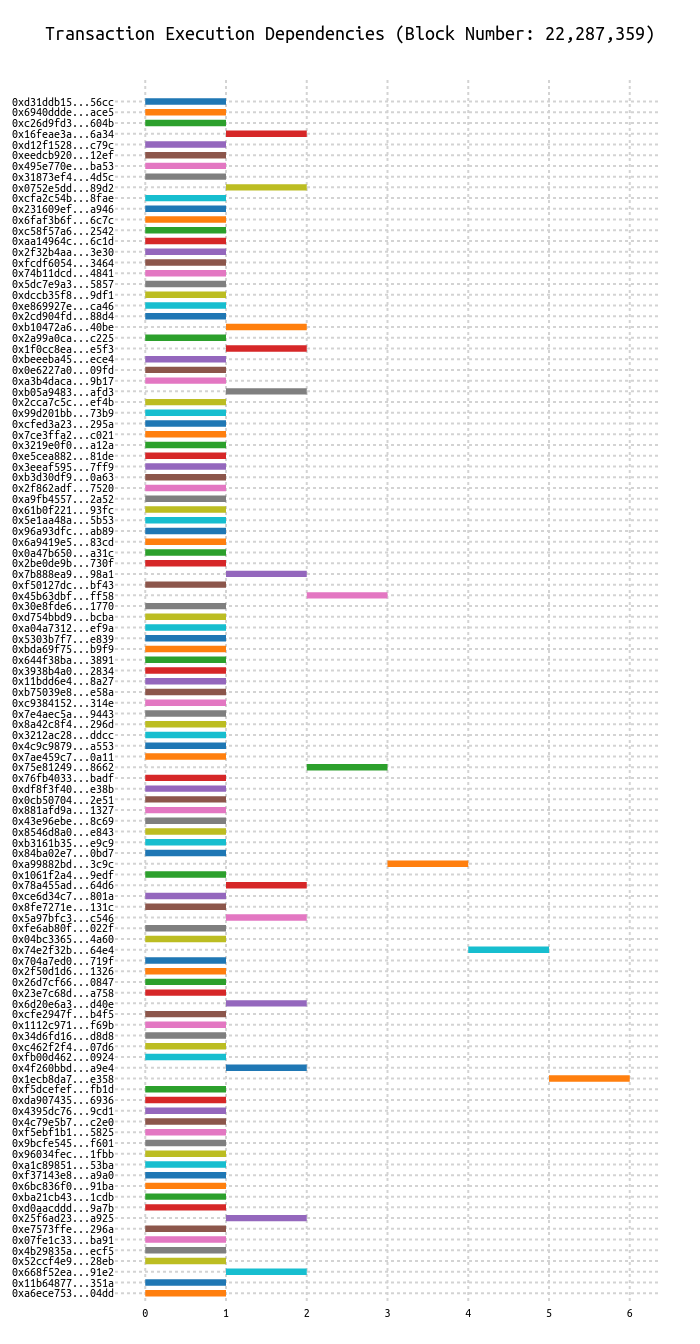 Transaction Execution Dependencies (Block Number: 22,287,359)
0xd31ddb15...56cc
0x6940ddde...ace5
0xc26d9fd3...604b
0x16feae3a...6a34
0xd12f1528...c79c
0xeedcb920...12ef
0x495e770e...ba53
0x31873ef4...4d5c
0x0752e5dd...89d2
0xcfa2c54b...8fae
0x231609ef...a946
0x6faf3b6f...6c7c
0xc58f57a6...2542
0xaa14964c...6c1d
0x2f32b4aa...3e30
0xfcdf6054...3464
0x74b11dcd...4841
0x5dc7e9a3...5857
0xdccb35f8...9df1
0xe869927e...ca46
0x2cd904fd...88d4
0xb10472a6...40be
0x2a99a0ca...c225
0x1f0cc8ea...e5f3
0xbeeeba45...ece4
0x0e6227a0...09fd
0xa3b4daca...9b17
0xb05a9483...afd3
0x2cca7c5c...ef4b
0x99d201bb...73b9
0xcfed3a23...295a
0x7ce3ffa2...c021
0x3219e0f0...a12a
0xe5cea882...81de
0x3eeaf595...7ff9
0xb3d30df9...0a63
0x2f862adf...7520
0xa9fb4557...2a52
0x61b0f221...93fc
0x5e1aa48a...5b53
0x96a93dfc...ab89
0x6a9419e5...83cd
0x0a47b650...a31c
0x2be0de9b...730f
0x7b888ea9...98a1
0xf50127dc...bf43
0x45b63dbf...ff58
0x30e8fde6...1770
0xd754bbd9...bcba
0xa04a7312...ef9a
0x5303b7f7...e839
0xbda69f75...b9f9
0x644f38ba...3891
0x3938b4a0...2834
0x11bdd6e4...8a27
0xb75039e8...e58a
0xc9384152...314e
0x7e4aec5a...9443
0x8a42c8f4...296d
0x3212ac28...ddcc
0x4c9c9879...a553
0x7ae459c7...0a11
0x75e81249...8662
0x76fb4033...badf
0xdf8f3f40...e38b
0x0cb50704...2e51
0x881afd9a...1327
0x43e96ebe...8c69
0x8546d8a0...e843
0xb3161b35...e9c9
0x84ba02e7...0bd7
0xa99882bd...3c9c
0x1061f2a4...9edf
0x78a455ad...64d6
0xce6d34c7...801a
0x8fe7271e...131c
0x5a97bfc3...c546
0xfe6ab80f...022f
0x04bc3365...4a60
0x74e2f32b...64e4
0x704a7ed0...719f
0x2f50d1d6...1326
0x26d7cf66...0847
0x23e7c68d...a758
0x6d20e6a3...d40e
0xcfe2947f...b4f5
0x1112c971...f69b
0x34d6fd16...d8d8
0xc462f2f4...07d6
0xfb00d462...0924
0x4f260bbd...a9e4
0x1ecb8da7...e358
0xf5dcefef...fb1d
0xda907435...6936
0x4395dc76...9cd1
0x4c79e5b7...c2e0
0xf5ebf1b1...5825
0x9bcfe545...f601
0x96034fec...1fbb
0xa1c89851...53ba
0xf37143e8...a9a0
0x6bc836f0...91ba
0xba21cb43...1cdb
0xd0aacddd...9a7b
0x25f6ad23...a925
0xe7573ffe...296a
0x07fe1c33...ba91
0x4b29835a...ecf5
0x52ccf4e9...28eb
0x668f52ea...91e2
0x11b64877...351a
0xa6ece753...04dd
0 1 2 3 4 5 6